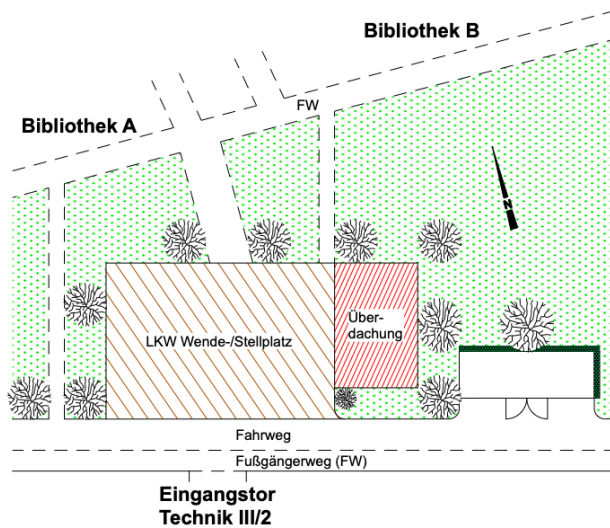 Bibliothek B
FW
Bibliothek A
N
Über-
dachung
LKW Wende-/Stellplatz
Fahrweg
Fußgängerweg (FW)
Eingangstor
Technik III/2